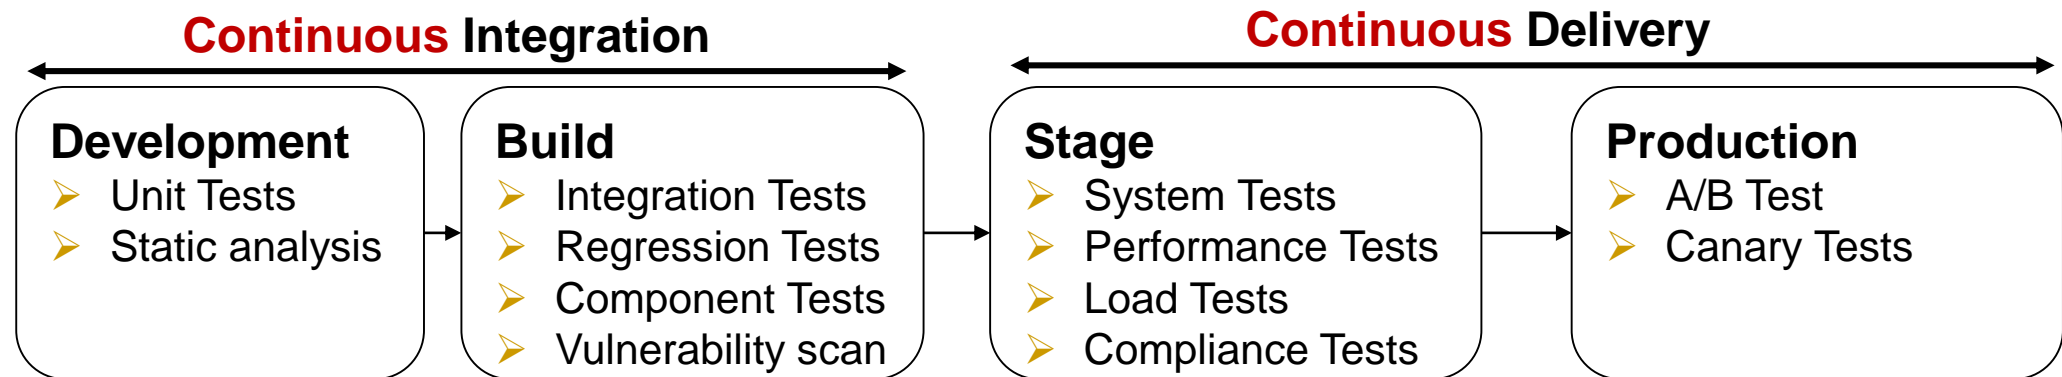 Continuous Integration
Continuous Delivery
Development
Unit Tests
Static analysis
Build
Integration Tests
Regression Tests
Component Tests
Vulnerability scan
Stage
System Tests
Performance Tests
Load Tests
Compliance Tests
Production
A/B Test
Canary Tests